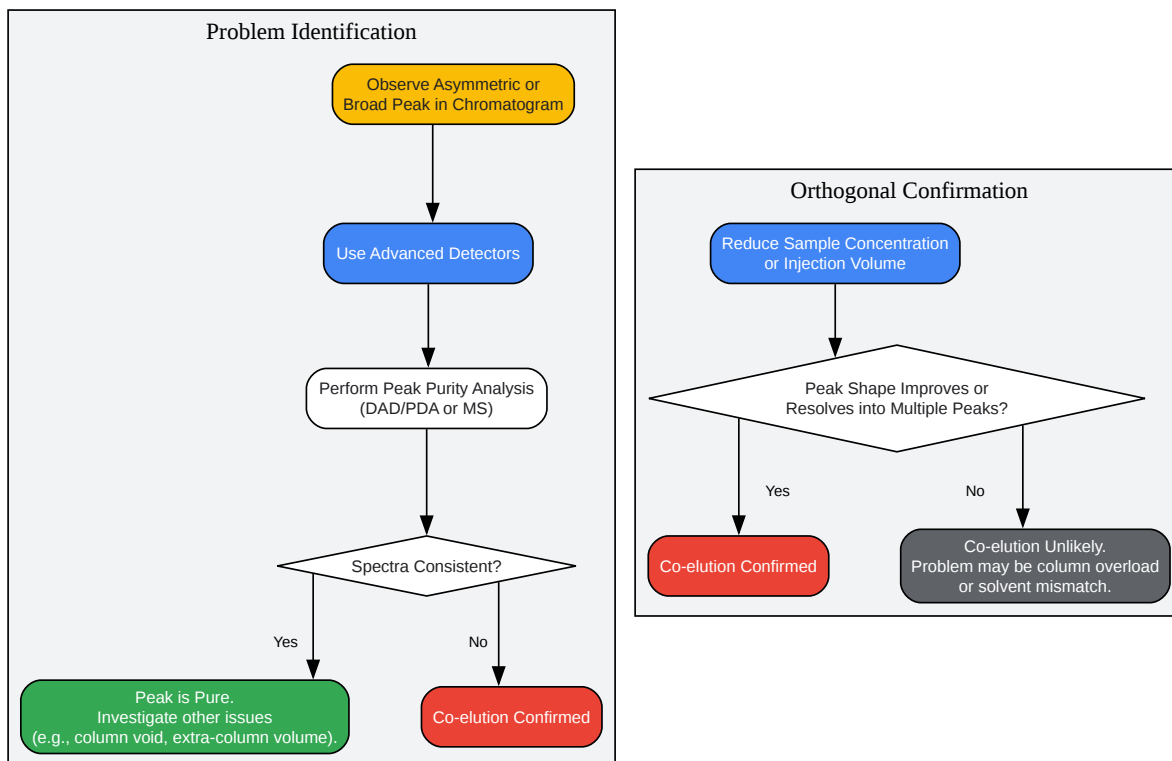 Problem Identification
Observe Asymmetric or
Broad Peak in Chromatogram
Use Advanced Detectors
Perform Peak Purity Analysis
(DAD/PDA or MS)
Spectra Consistent?
Yes
No
Peak is Pure.
Investigate other issues
(e.g., column void, extra-column volume).
Co-elution Confirmed
Orthogonal Confirmation
Reduce Sample Concentration
or Injection Volume
Peak Shape Improves or
Resolves into Multiple Peaks?
Yes
No
Co-elution Confirmed
Co-elution Unlikely.
Problem may be column overload
or solvent mismatch.